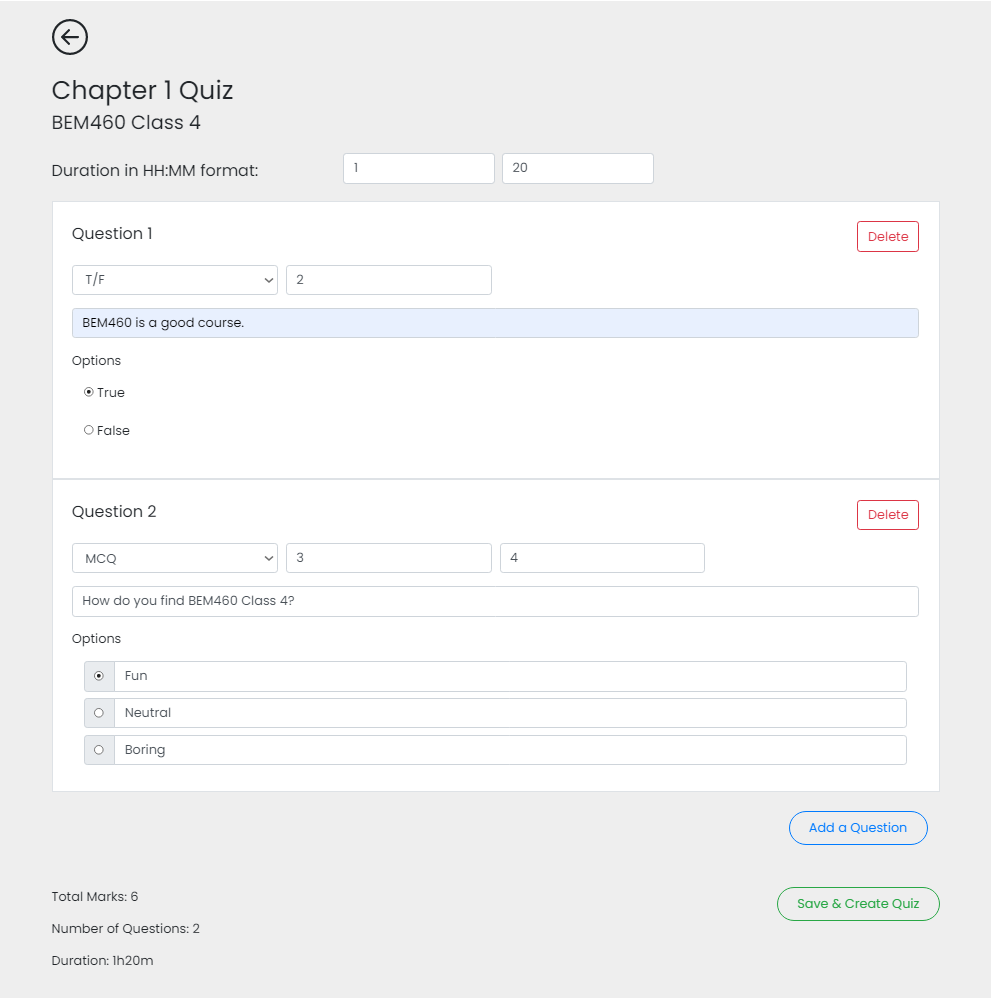 Chapter 1 Quiz
BEM460 Class 4
Duration in HH:MM format: 1 20
Question 1 Delete
T/F 2
BEM460 is a good course.
Options
True
False
Question 2 Delete
MCQ 3 4
How do you find BEM460 Class 4?
Options
Fun
Neutral
Boring
Add a Question
Total Marks: 6 Save & Create Quiz
Number of Questions: 2
Duration: 1h20m